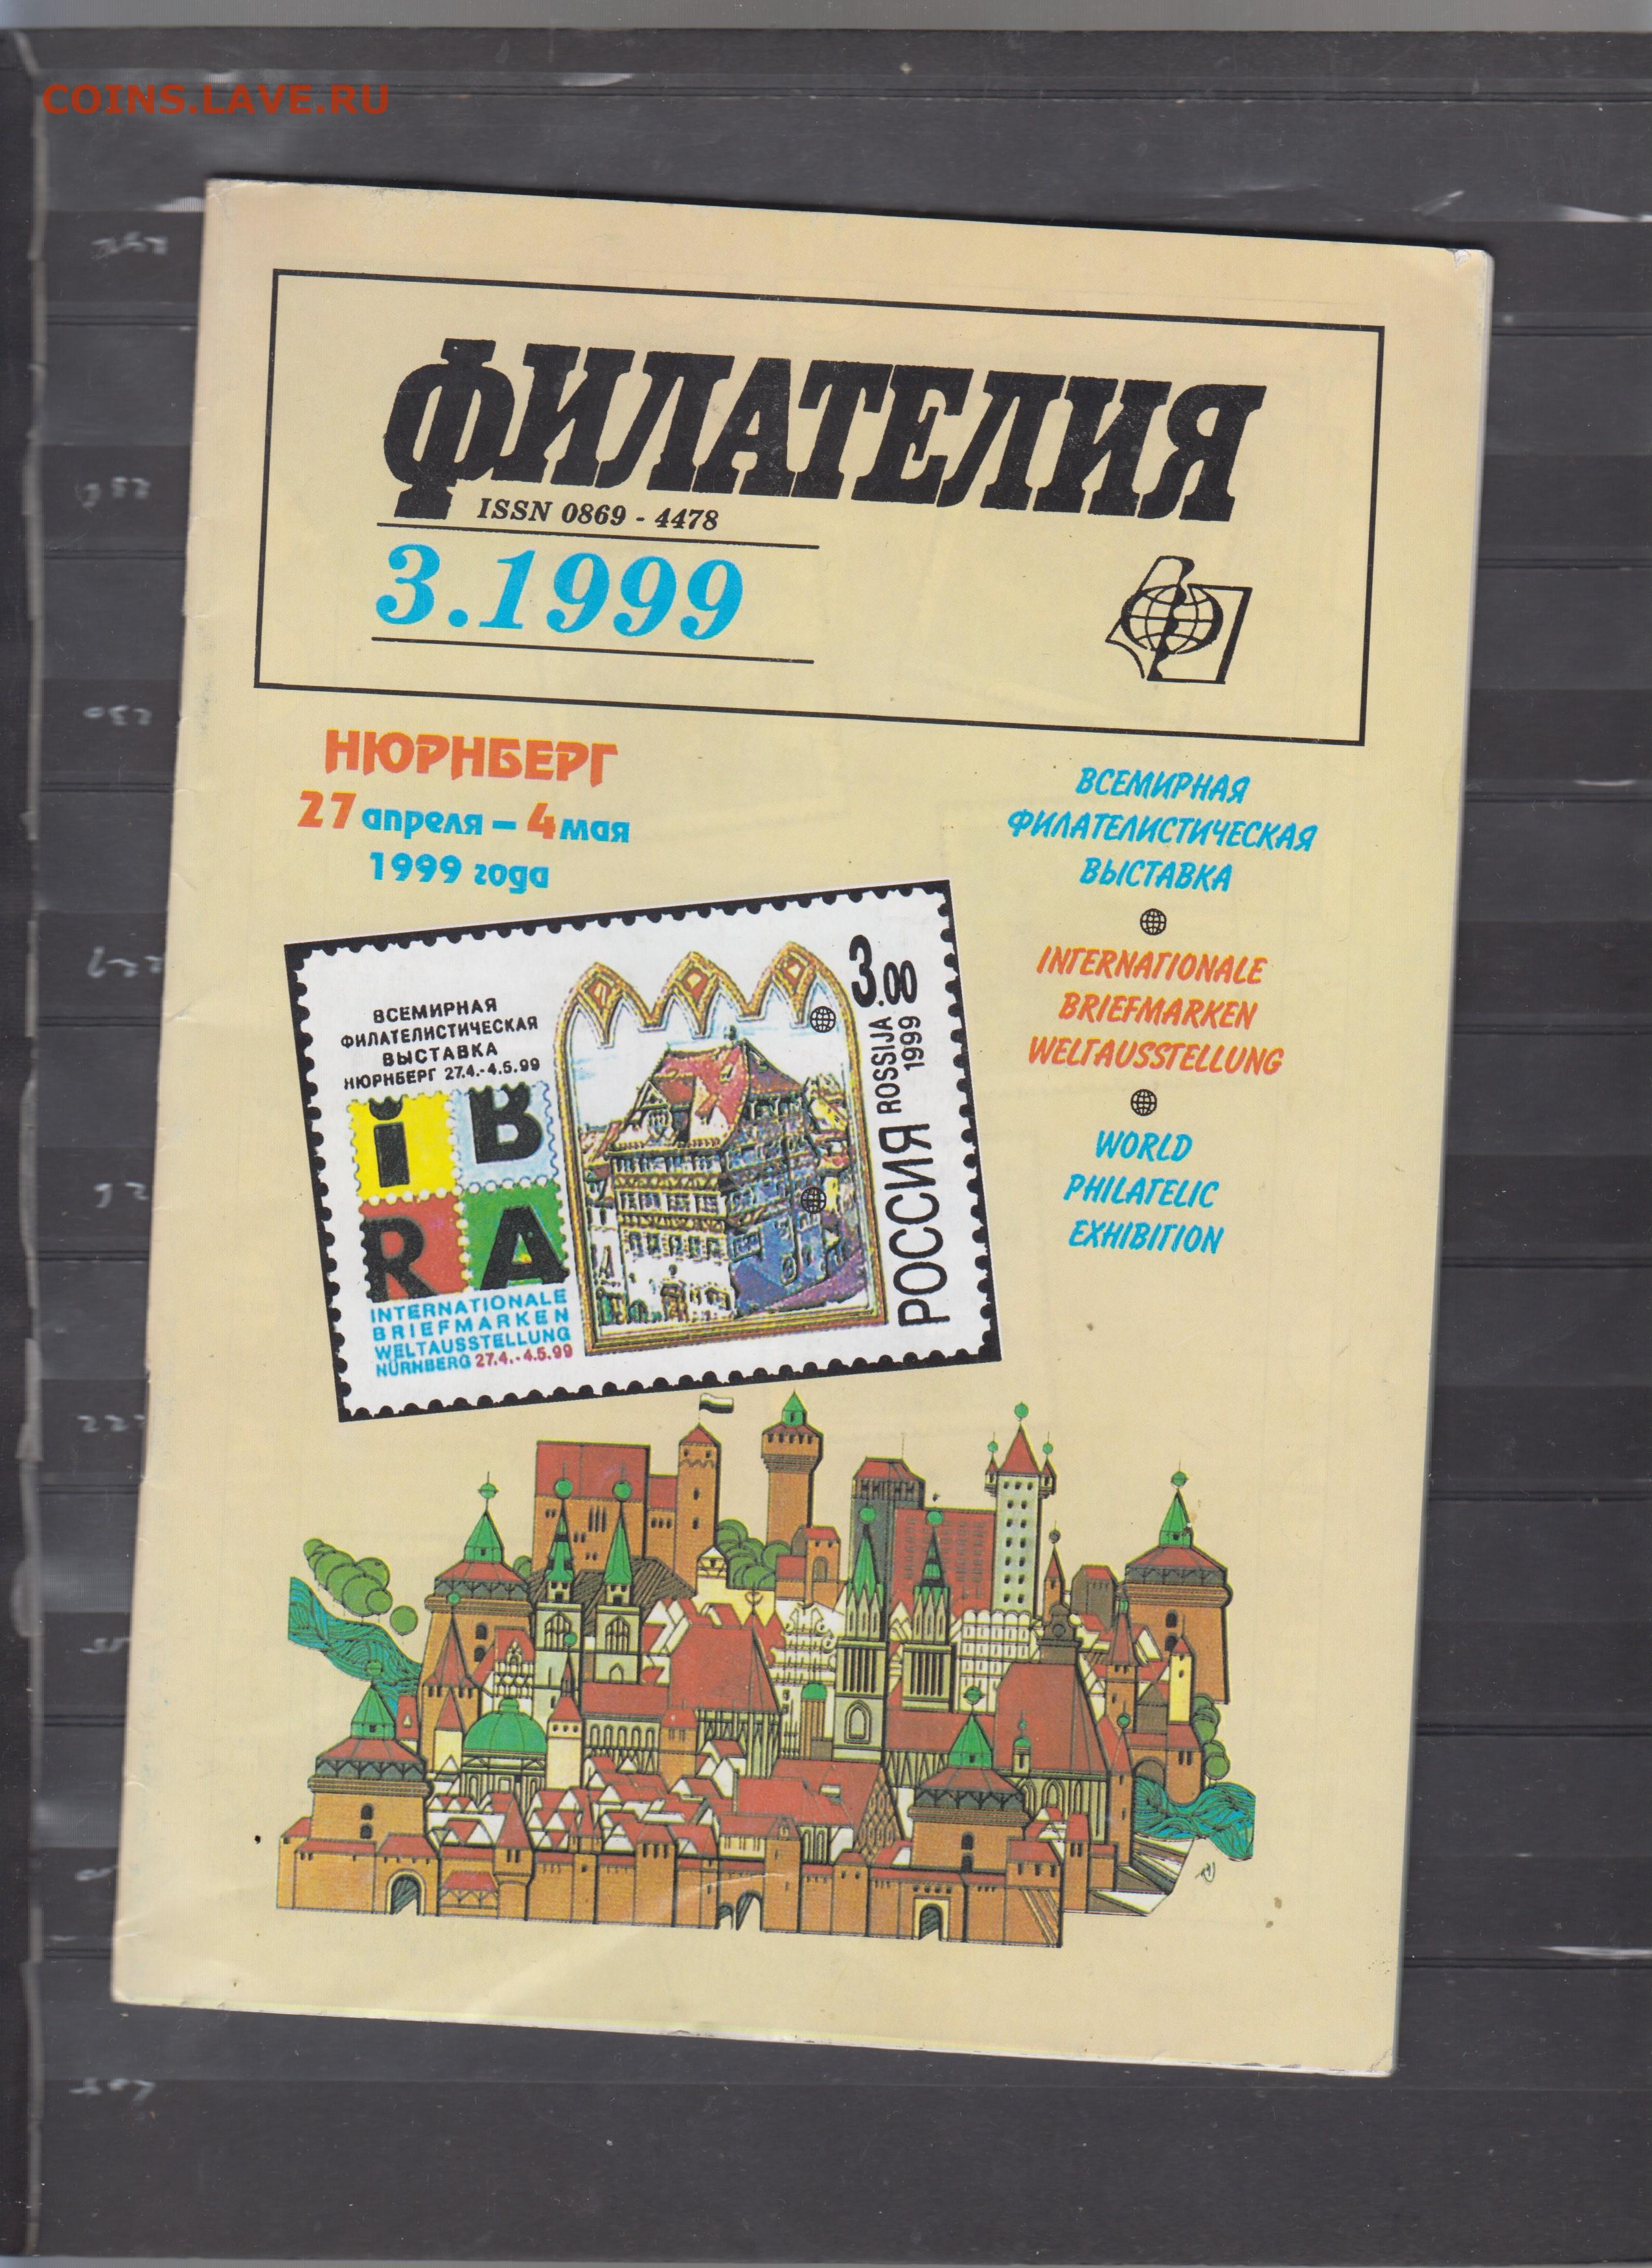 COINS.LAVE.RU
ФИЛАТЕЛИЯ
ISSN 0869 - 4478
3.1999
НЮРНБЕРГ
27 апреля – 4 мая
1999 года
ВСЕМИРНАЯ
ФИЛАТЕЛИСТИЧЕСКАЯ
ВЫСТАВКА
INTERNATIONALE
BRIEFMARKEN
WELTAUSSTELLUNG
WORLD
PHILATELIC
EXHIBITION
ВСЕМИРНАЯ
ФИЛАТЕЛИСТИЧЕСКАЯ
ВЫСТАВКА
НЮРНБЕРГ 27.4.-4.5.99
iB
RA
INTERNATIONALE
BRIEFMARKEN
WELTAUSSTELLUNG
NÜRNBERG 27.4.-4.5.99
3.00
РОССИЯ ROSSIJA
1999